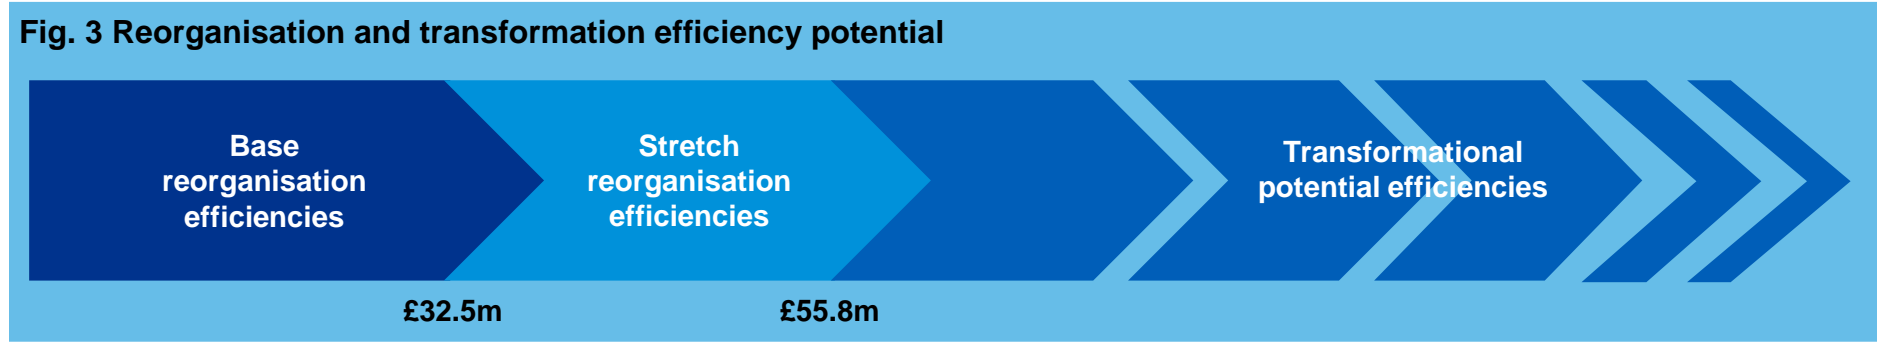 Fig. 3 Reorganisation and transformation efficiency potential
Base
reorganisation
efficiencies
Stretch
reorganisation
efficiencies
Transformational
potential efficiencies
£32.5m
£55.8m